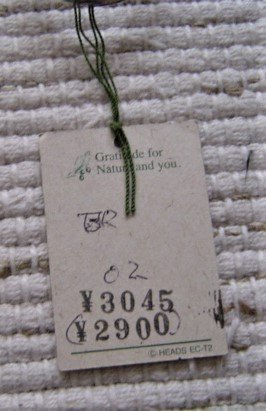 Gratitude for
Nature and you.
02
¥3045
(¥2900)
© HEADS EC-T2